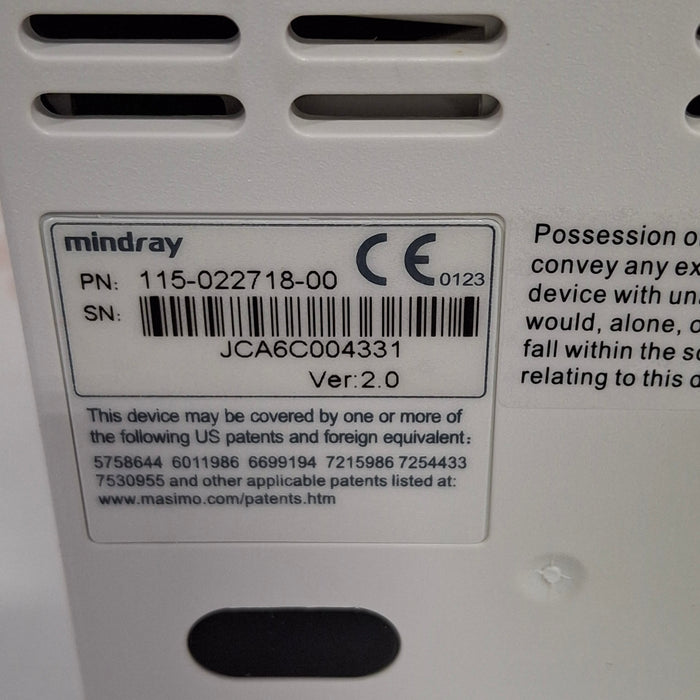 mindray
CE 0123
PN: 115-022718-00
SN:
JCA6C004331
Ver:2.0
This device may be covered by one or more of
the following US patents and foreign equivalent:
5758644 6011986 6699194 7215986 7254433
7530955 and other applicable patents listed at:
www.masimo.com/patents.htm
Possession
convey any
device with
would, alone,
fall within the
relating to this